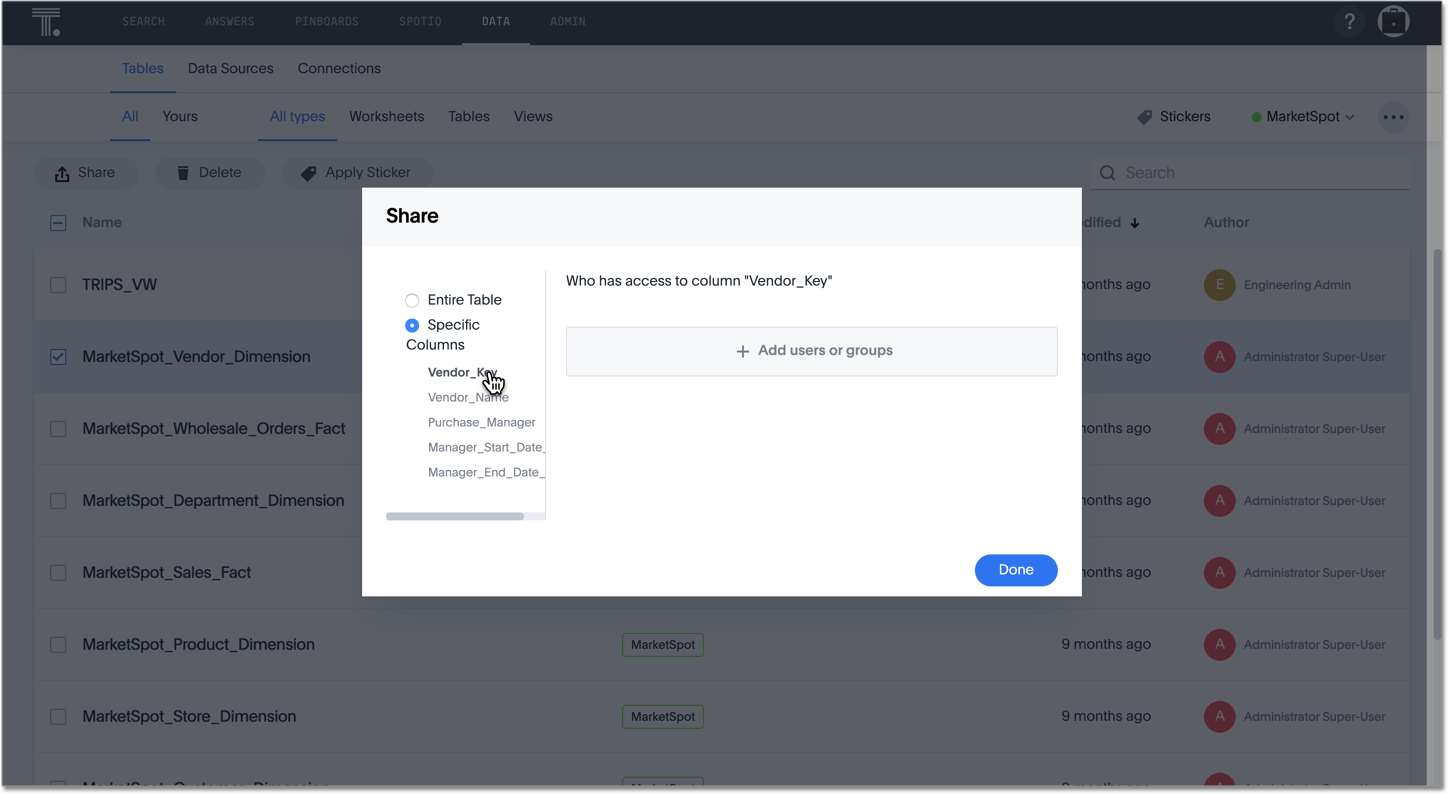 SEARCH ANSWERS PINBOARDS SPOTIQ DATA ADMIN ?
Tables Data Sources Connections
All Yours All types Worksheets Tables Views Stickers MarketSpot
Share Delete Apply Sticker Search
Name dified Author
Share
Who has access to column "Vendor_Key"
Entire Table
Specific
Columns
Vendor_Key
Vendor_Name
Purchase_Manager
Manager_Start_Date_
Manager_End_Date_
+ Add users or groups
Done
TRIPS_VW onths ago E Engineering Admin
MarketSpot_Vendor_Dimension onths ago A Administrator Super-User
MarketSpot_Wholesale_Orders_Fact onths ago A Administrator Super-User
MarketSpot_Department_Dimension onths ago A Administrator Super-User
MarketSpot_Sales_Fact onths ago A Administrator Super-User
MarketSpot_Product_Dimension MarketSpot 9 months ago A Administrator Super-User
MarketSpot_Store_Dimension MarketSpot 9 months ago A Administrator Super-User